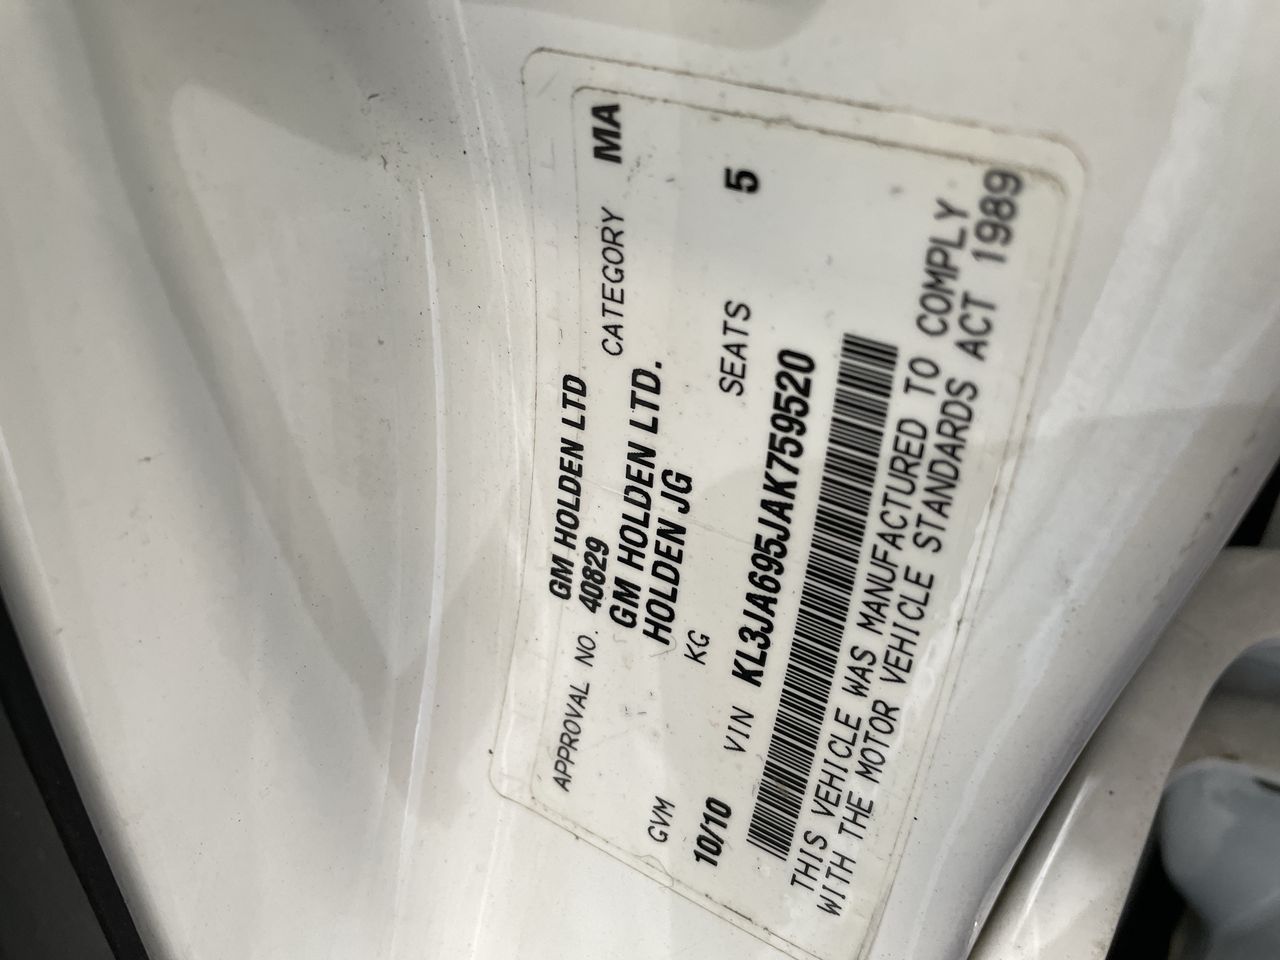 GM HOLDEN LTD
APPROVAL NO. 40829 CATEGORY MA
GM HOLDEN LTD.
HOLDEN JG
GVM KG SEATS 5
10/10 VIN KL3JA695JAK759520
THIS VEHICLE WAS MANUFACTURED TO COMPLY
WITH THE MOTOR VEHICLE STANDARDS ACT 1989